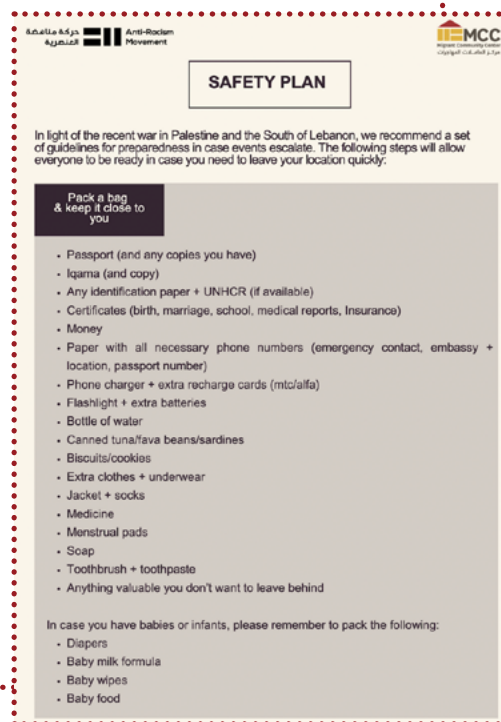 حركة مناهضة العنصرية
Anti-Racism Movement
MCC
Migrant Community Center
مركز العاملات المهاجرات
SAFETY PLAN
In light of the recent war in Palestine and the South of Lebanon, we recommend a set
of guidelines for preparedness in case events escalate. The following steps will allow
everyone to be ready in case you need to leave your location quickly:
Pack a bag
& keep it close to
you
• Passport (and any copies you have)
• Iqama (and copy)
• Any identification paper + UNHCR (if available)
• Certificates (birth, marriage, school, medical reports, Insurance)
• Money
• Paper with all necessary phone numbers (emergency contact, embassy +
location, passport number)
• Phone charger + extra recharge cards (mtc/alfa)
• Flashlight + extra batteries
• Bottle of water
• Canned tuna/fava beans/sardines
• Biscuits/cookies
• Extra clothes + underwear
• Jacket + socks
• Medicine
• Menstrual pads
• Soap
• Toothbrush + toothpaste
• Anything valuable you don't want to leave behind
In case you have babies or infants, please remember to pack the following:
• Diapers
• Baby milk formula
• Baby wipes
• Baby food